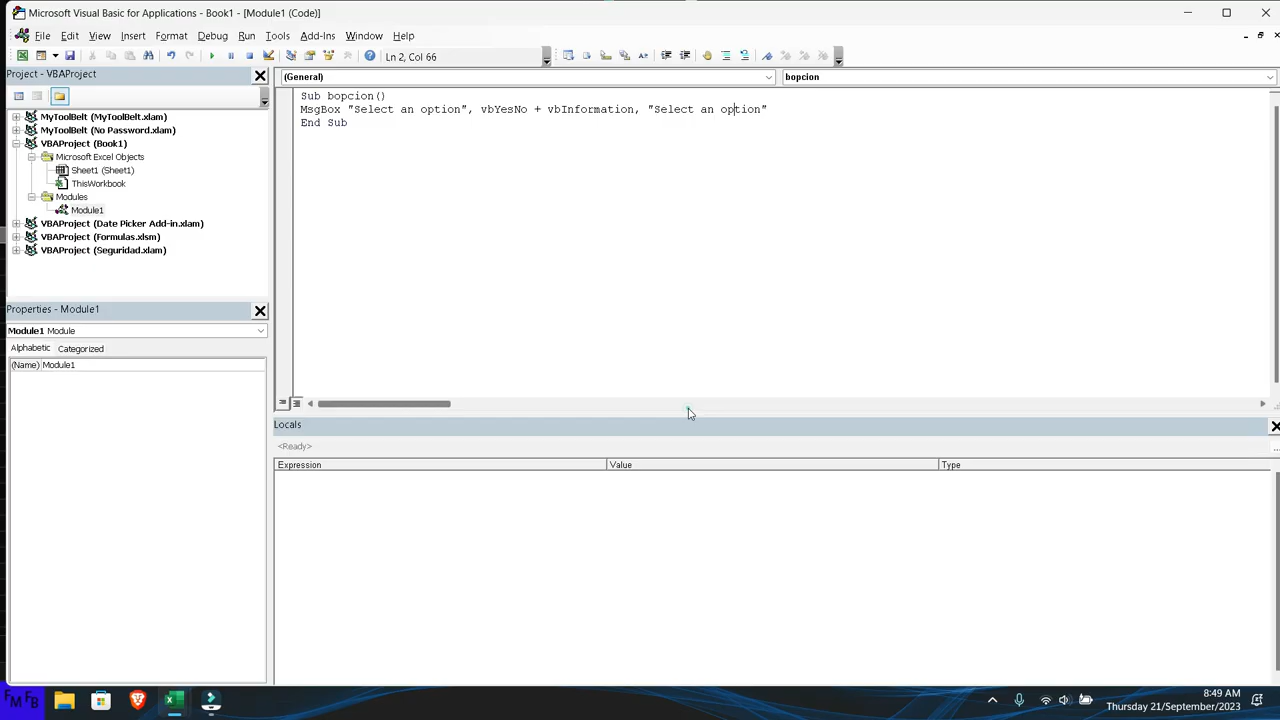 Microsoft Visual Basic for Applications - Book1 - [Module1 (Code)]
File Edit View Insert Format Debug Run Tools Add-Ins Window Help
Ln 2, Col 66
Project - VBAProject
(General) bopcion
MyToolBelt (MyToolBelt.xlam)
MyToolBelt (No Password.xlam)
VBAProject (Book1)
Microsoft Excel Objects
Sheet1 (Sheet1)
ThisWorkbook
Modules
Module1
VBAProject (Date Picker Add-in.xlam)
VBAProject (Formulas.xlsm)
VBAProject (Seguridad.xlam)
Sub bopcion()
MsgBox "Select an option", vbYesNo + vbInformation, "Select an option"
End Sub
Properties - Module1
Module1 Module
Alphabetic Categorized
(Name) Module1
Locals
<Ready>
Expression Value Type
FMFB
8:49 AM
Thursday 21/September/2023